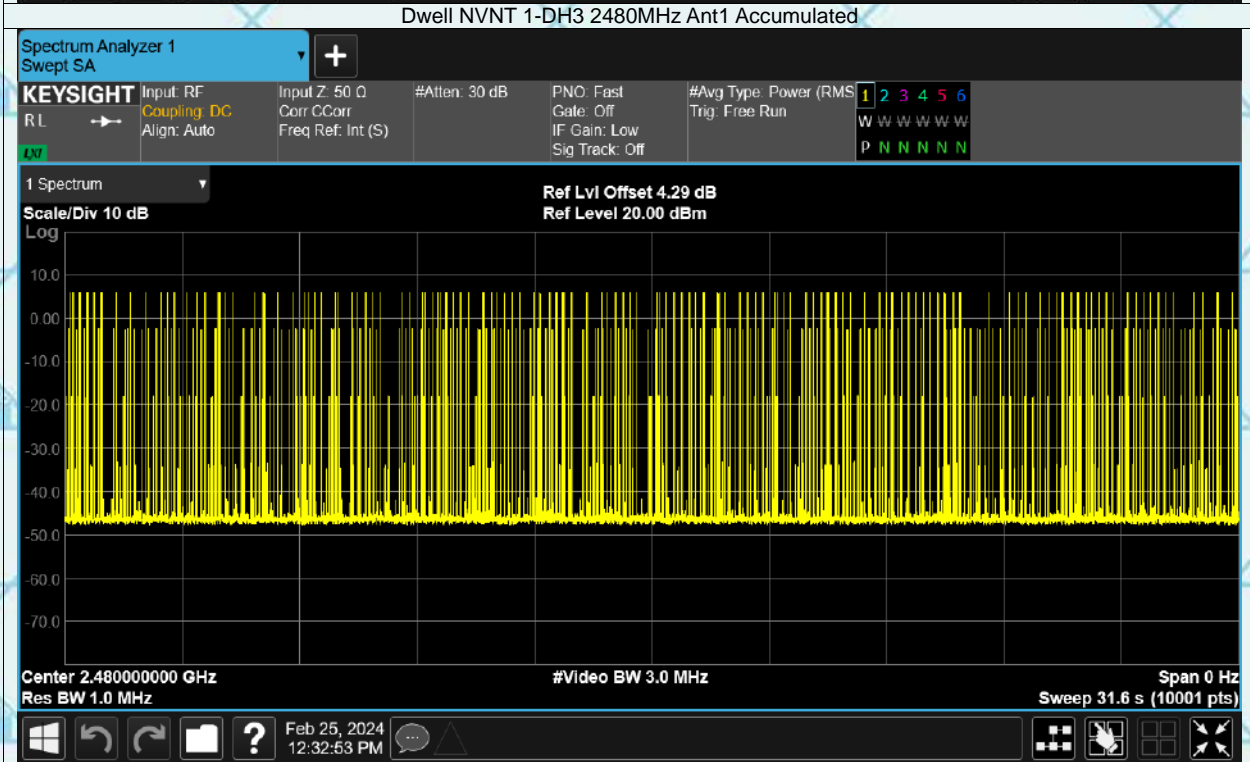 Dwell NVNT 1-DH3 2480MHz Ant1 Accumulated
Spectrum Analyzer 1
Swept SA
+
KEYSIGHT
R L
LXI
Input: RF
Coupling: DC
Align: Auto
Input Z: 50 Ω
Corr CCorr
Freq Ref: Int (S)
#Atten: 30 dB
PNO: Fast
Gate: Off
IF Gain: Low
Sig Track: Off
#Avg Type: Power (RMS
Trig: Free Run
1 2 3 4 5 6
W W W W W W
P N N N N N
1 Spectrum
Scale/Div 10 dB
Ref Lvl Offset 4.29 dB
Ref Level 20.00 dBm
Log
10.0
0.00
-10.0
-20.0
-30.0
-40.0
-50.0
-60.0
-70.0
Center 2.480000000 GHz
#Video BW 3.0 MHz
Span 0 Hz
Res BW 1.0 MHz
Sweep 31.6 s (10001 pts)
?
Feb 25, 2024
12:32:53 PM